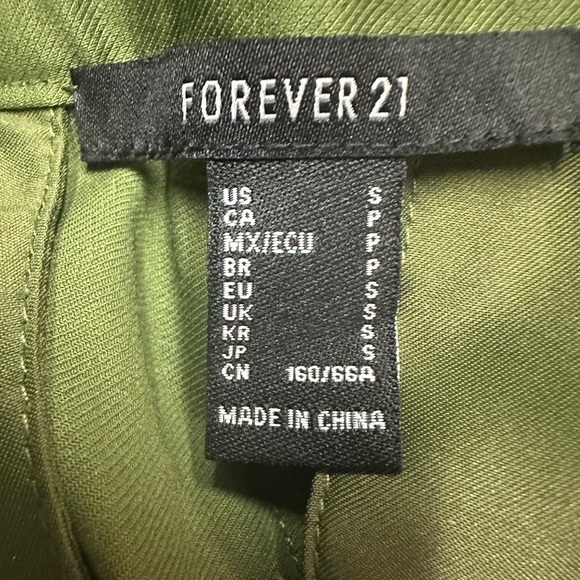 FOREVER 21
US S
CA P
MX/ECU P
BR P
EU S
UK S
KR S
JP S
CN 160/66A
MADE IN CHINA